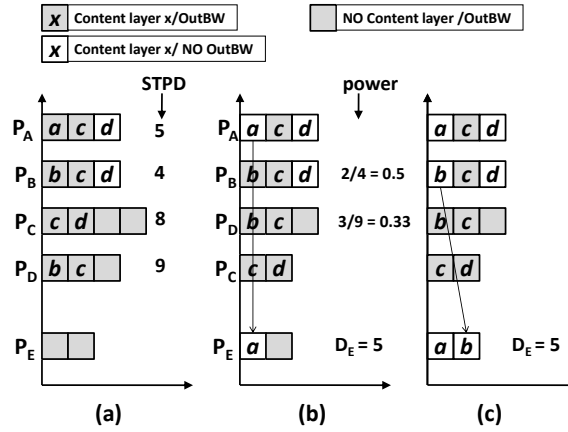 x Content layer x/OutBW
NO Content layer /OutBW
x Content layer x/ NO OutBW
STPD
power
P_A a c d 5
P_A a c d
a c d
P_B b c d 4
P_B b c d 2/4 = 0.5
b c d
P_C c d 8
P_D b c 3/9 = 0.33
b c
P_D b c 9
P_C c d
c d
P_E
P_E a D_E = 5
a b D_E = 5
(a)
(b)
(c)